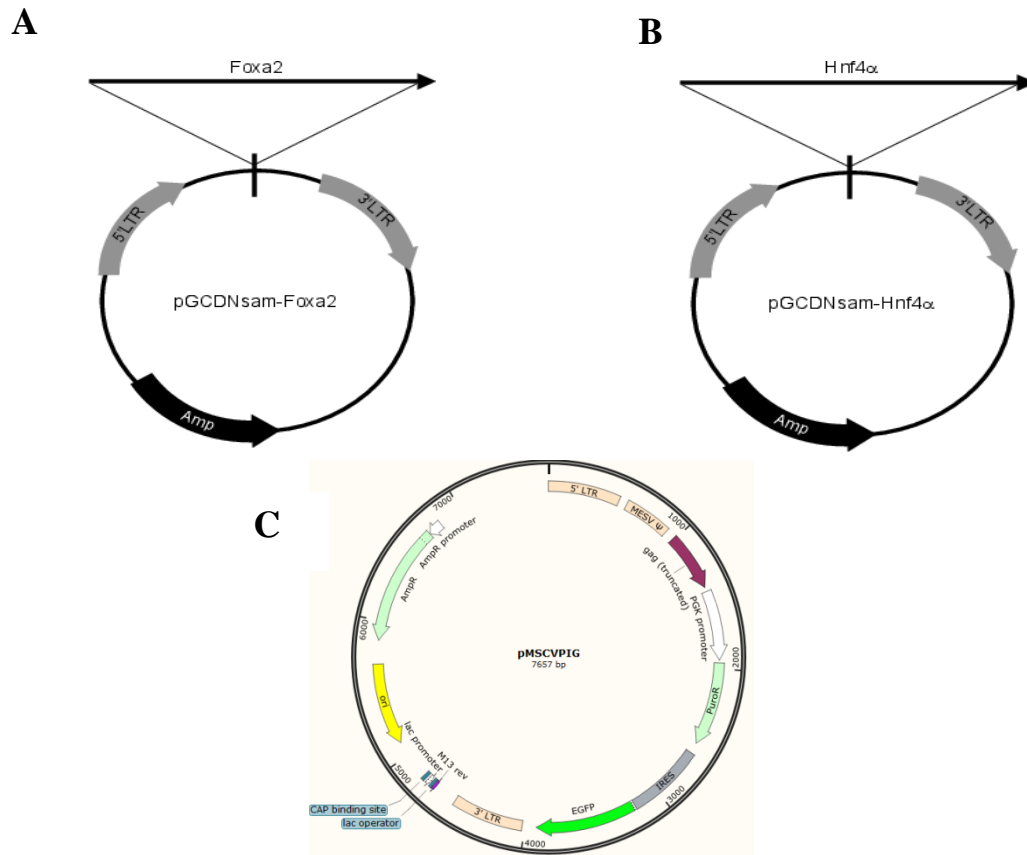 A
Foxa2
5'LTR
3'LTR
pGCDNsam-Foxa2
Amp
B
Hnf4α
5'LTR
3'LTR
pGCDNsam-Hnf4α
Amp
C
5' LTR
MESV Ψ
1000
gag (truncated)
PGK promoter
2000
PuroR
IRES
3000
EGFP
4000
3' LTR
M13 rev
lac promoter
5000
CAP binding site
lac operator
ori
6000
AmpR
AmpR promoter
7000
pMSCVPIG
7657 bp